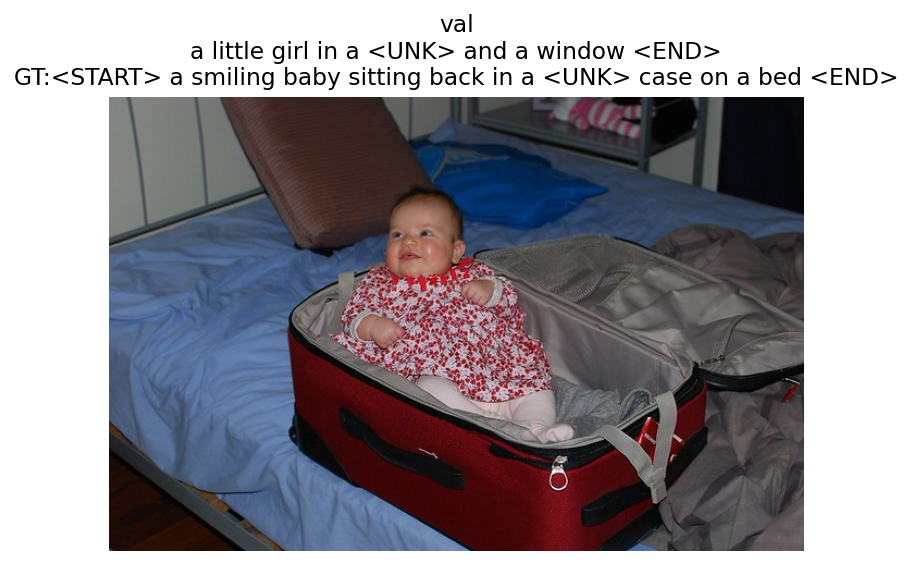 val
a little girl in a <UNK> and a window <END>
GT:<START> a smiling baby sitting back in a <UNK> case on a bed <END>